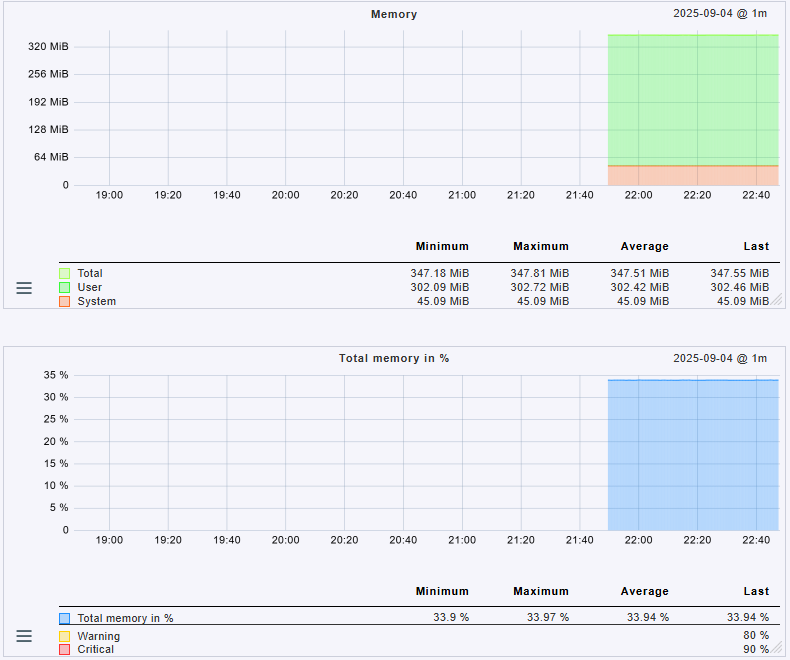 Memory 2025-09-04 @ 1m
320 MiB
256 MiB
192 MiB
128 MiB
64 MiB
0
19:00 19:20 19:40 20:00 20:20 20:40 21:00 21:20 21:40 22:00 22:20 22:40
Minimum Maximum Average Last
Total 347.18 MiB 347.81 MiB 347.51 MiB 347.55 MiB
User 302.09 MiB 302.72 MiB 302.42 MiB 302.46 MiB
System 45.09 MiB 45.09 MiB 45.09 MiB 45.09 MiB
Total memory in % 2025-09-04 @ 1m
35 %
30 %
25 %
20 %
15 %
10 %
5 %
0
19:00 19:20 19:40 20:00 20:20 20:40 21:00 21:20 21:40 22:00 22:20 22:40
Minimum Maximum Average Last
Total memory in % 33.9 % 33.97 % 33.94 % 33.94 %
Warning 80 %
Critical 90 %